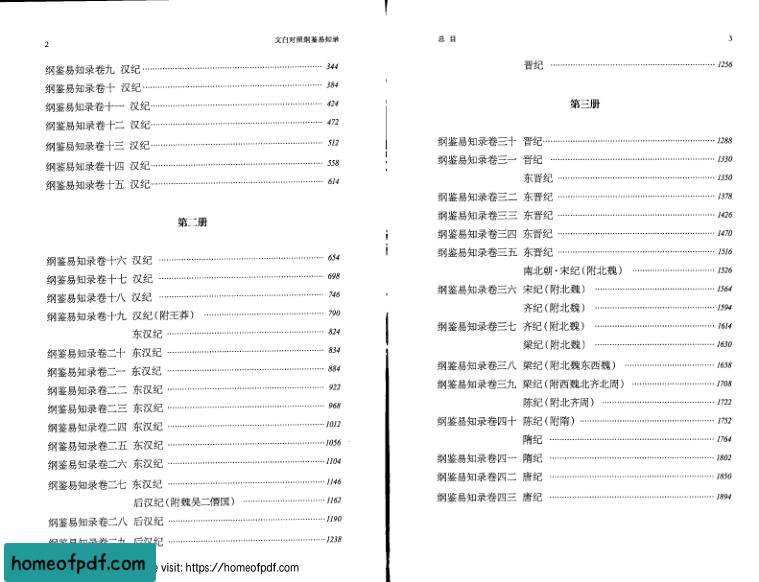 2 文白对照纲鉴易知录
纲鉴易知录卷九 汉纪 344
纲鉴易知录卷十 汉纪 384
纲鉴易知录卷十一 汉纪 424
纲鉴易知录卷十二 汉纪 472
纲鉴易知录卷十三 汉纪 512
纲鉴易知录卷十四 汉纪 558
纲鉴易知录卷十五 汉纪 614
第二册
纲鉴易知录卷十六 汉纪 654
纲鉴易知录卷十七 汉纪 698
纲鉴易知录卷十八 汉纪 746
纲鉴易知录卷十九 汉纪(附王莽) 790
东汉纪 824
纲鉴易知录卷二十 东汉纪 834
纲鉴易知录卷二一 东汉纪 884
纲鉴易知录卷二二 东汉纪 922
纲鉴易知录卷二三 东汉纪 968
纲鉴易知录卷二四 东汉纪 1012
纲鉴易知录卷二五 东汉纪 1056
纲鉴易知录卷二六 东汉纪 1104
纲鉴易知录卷二七 东汉纪 1146
后汉纪(附魏吴二僭国) 1162
纲鉴易知录卷二八 后汉纪 1190
纲鉴易知录卷二九 后汉纪 1238
总目 3
晋纪 1256
第三册
纲鉴易知录卷三十 晋纪 1288
纲鉴易知录卷三一 晋纪 1330
东晋纪 1350
纲鉴易知录卷三二 东晋纪 1378
纲鉴易知录卷三三 东晋纪 1426
纲鉴易知录卷三四 东晋纪 1470
纲鉴易知录卷三五 东晋纪 1516
南北朝·宋纪(附北魏) 1526
纲鉴易知录卷三六 宋纪(附北魏) 1564
齐纪(附北魏) 1594
纲鉴易知录卷三七 齐纪(附北魏) 1614
梁纪(附北魏) 1630
纲鉴易知录卷三八 梁纪(附北魏东西魏) 1658
纲鉴易知录卷三九 梁纪(附西魏北齐北周) 1708
陈纪(附北齐周) 1722
纲鉴易知录卷四十 陈纪(附隋) 1752
隋纪 1764
纲鉴易知录卷四一 隋纪 1802
纲鉴易知录卷四二 唐纪 1850
纲鉴易知录卷四三 唐纪 1894
homeofpdf.com
e visit: https://homeofpdf.com